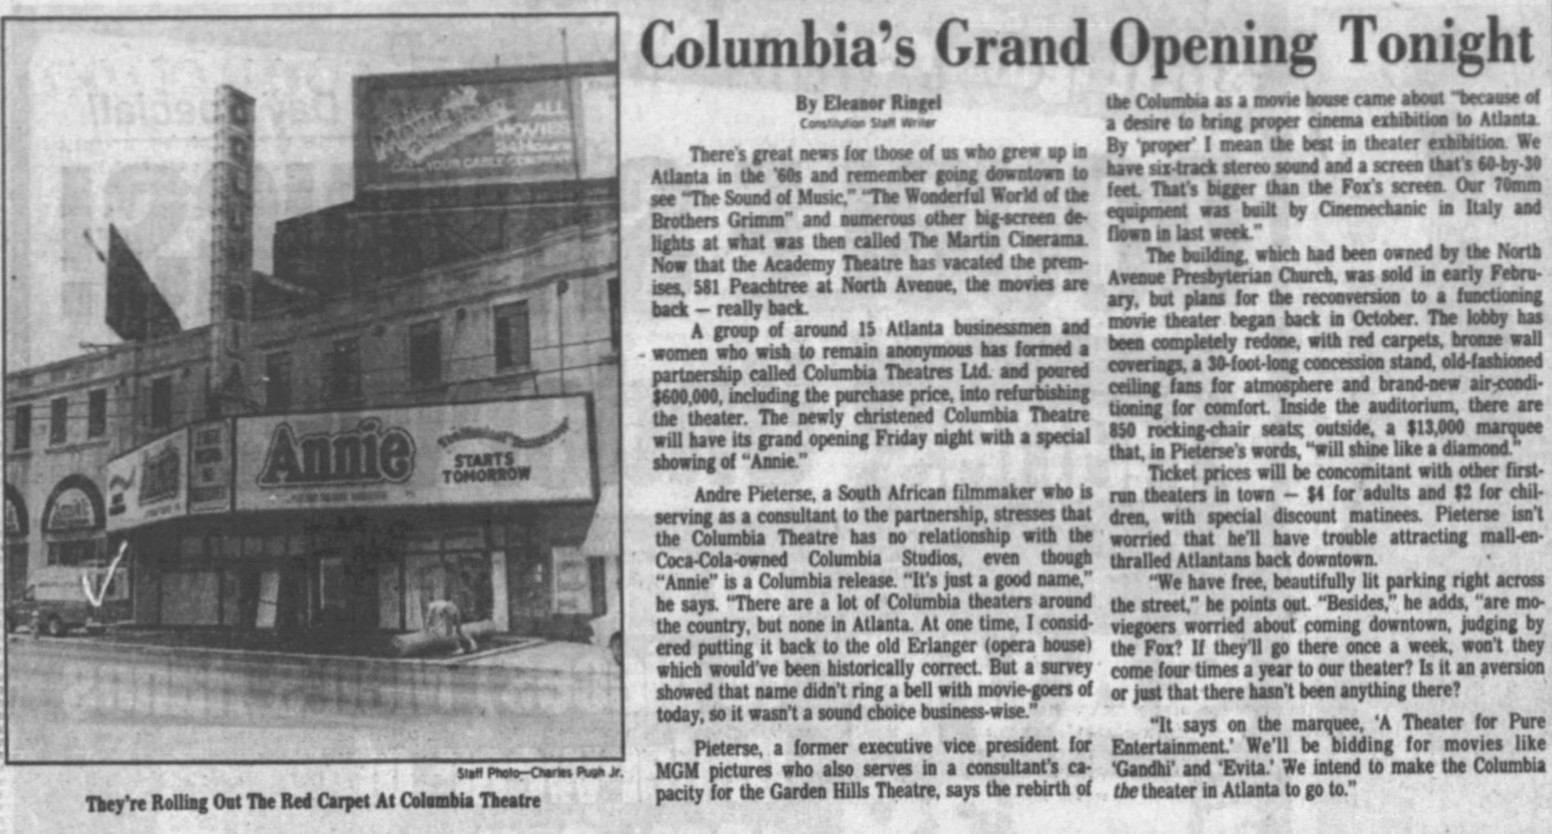 Columbia's Grand Opening Tonight
By Eleanor Ringel
Constitution Staff Writer
There's great news for those of us who grew up in
Atlanta in the '60s and remember going downtown to
see "The Sound of Music," "The Wonderful World of the
Brothers Grimm" and numerous other big-screen de-
lights at what was then called The Martin Cinerama.
Now that the Academy Theatre has vacated the prem-
ises, 581 Peachtree at North Avenue, the movies are
back — really back.
A group of around 15 Atlanta businessmen and
women who wish to remain anonymous has formed a
partnership called Columbia Theatres Ltd. and poured
$600,000, including the purchase price, into refurbishing
the theater. The newly christened Columbia Theatre
will have its grand opening Friday night with a special
showing of "Annie."
Andre Pieterse, a South African filmmaker who is
serving as a consultant to the partnership, stresses that
the Columbia Theatre has no relationship with the
Coca-Cola-owned Columbia Studios, even though
"Annie" is a Columbia release. "It's just a good name,"
he says. "There are a lot of Columbia theaters around
the country, but none in Atlanta. At one time, I consid-
ered putting it back to the old Erlanger (opera house)
which would've been historically correct. But a survey
showed that name didn't ring a bell with movie-goers of
today, so it wasn't a sound choice business-wise."
Pieterse, a former executive vice president for
MGM pictures who also serves in a consultant's ca-
pacity for the Garden Hills Theatre, says the rebirth of
the Columbia as a movie house came about "because of
a desire to bring proper cinema exhibition to Atlanta.
By 'proper' I mean the best in theater exhibition. We
have six-track stereo sound and a screen that's 60-by-30
feet. That's bigger than the Fox's screen. Our 70mm
equipment was built by Cinemechanic in Italy and
flown in last week."
The building, which had been owned by the North
Avenue Presbyterian Church, was sold in early Febru-
ary, but plans for the reconversion to a functioning
movie theater began back in October. The lobby has
been completely redone, with red carpets, bronze wall
coverings, a 30-foot-long concession stand, old-fashioned
ceiling fans for atmosphere and brand-new air-condi-
tioning for comfort. Inside the auditorium, there are
850 rocking-chair seats; outside, a $13,000 marquee
that, in Pieterse's words, "will shine like a diamond."
Ticket prices will be concomitant with other first-
run theaters in town — $4 for adults and $2 for chil-
dren, with special discount matinees. Pieterse isn't
worried that he'll have trouble attracting mall-en-
thralled Atlantans back downtown.
"We have free, beautifully lit parking right across
the street," he points out. "Besides," he adds, "are mo-
viegoers worried about coming downtown, judging by
the Fox? If they'll go there once a week, won't they
come four times a year to our theater? Is it an aversion
or just that there hasn't been anything there?
"It says on the marquee, 'A Theater for Pure
Entertainment.' We'll be bidding for movies like
'Gandhi' and 'Evita.' We intend to make the Columbia
the theater in Atlanta to go to."
ALL
MOVIES
24 Hours
YOUR CABLE COMPANY
Annie
STARTS
TOMORROW
Annie
Staff Photo—Charles Pugh Jr.
They're Rolling Out The Red Carpet At Columbia Theatre